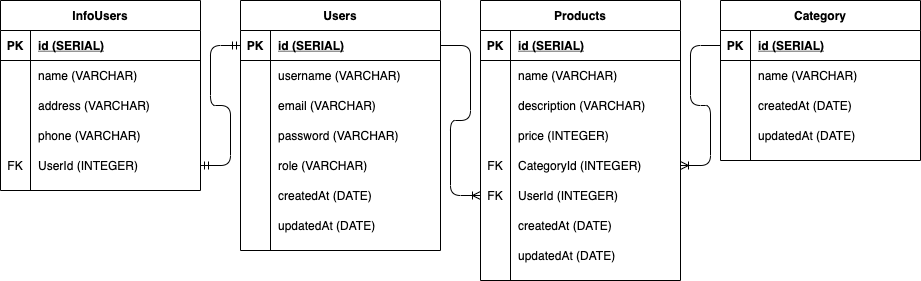 InfoUsers
PK id (SERIAL)
name (VARCHAR)
address (VARCHAR)
phone (VARCHAR)
FK UserId (INTEGER)
Users
PK id (SERIAL)
username (VARCHAR)
email (VARCHAR)
password (VARCHAR)
role (VARCHAR)
createdAt (DATE)
updatedAt (DATE)
Products
PK id (SERIAL)
name (VARCHAR)
description (VARCHAR)
price (INTEGER)
FK CategoryId (INTEGER)
FK UserId (INTEGER)
createdAt (DATE)
updatedAt (DATE)
Category
PK id (SERIAL)
name (VARCHAR)
createdAt (DATE)
updatedAt (DATE)